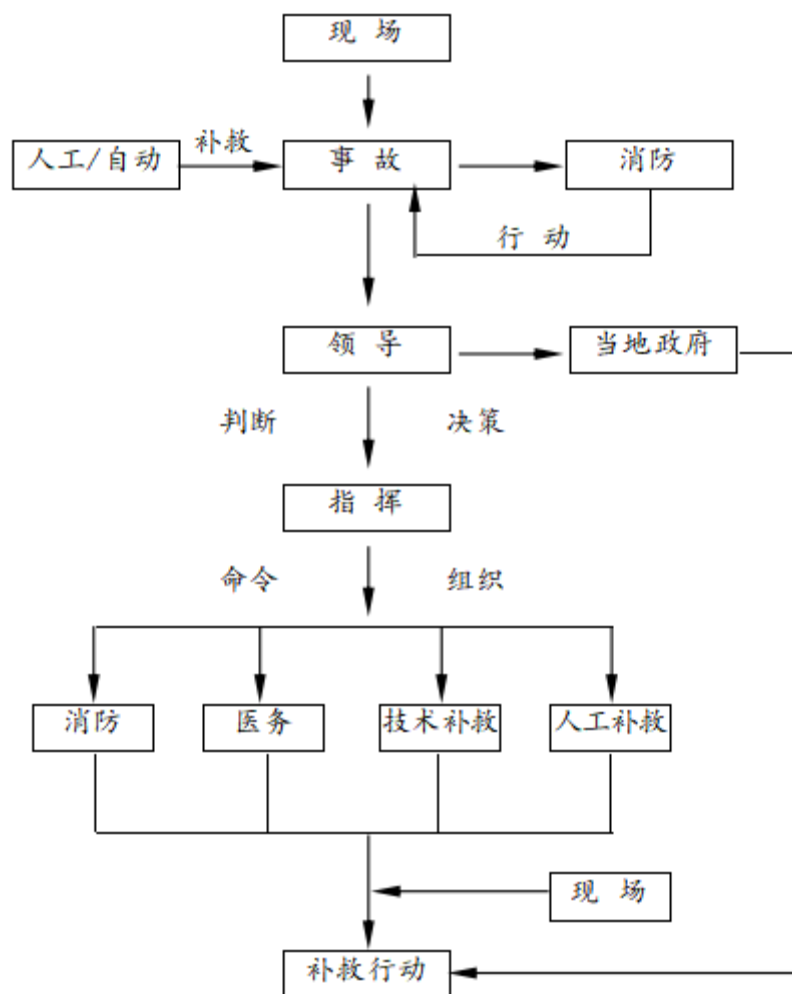 现 场
补救
人工/自动
事 故
消防
行 动
领 导
当地政府
判断
决策
指 挥
命令
组织
消防
医务
技术补救
人工补救
现 场
补救行动